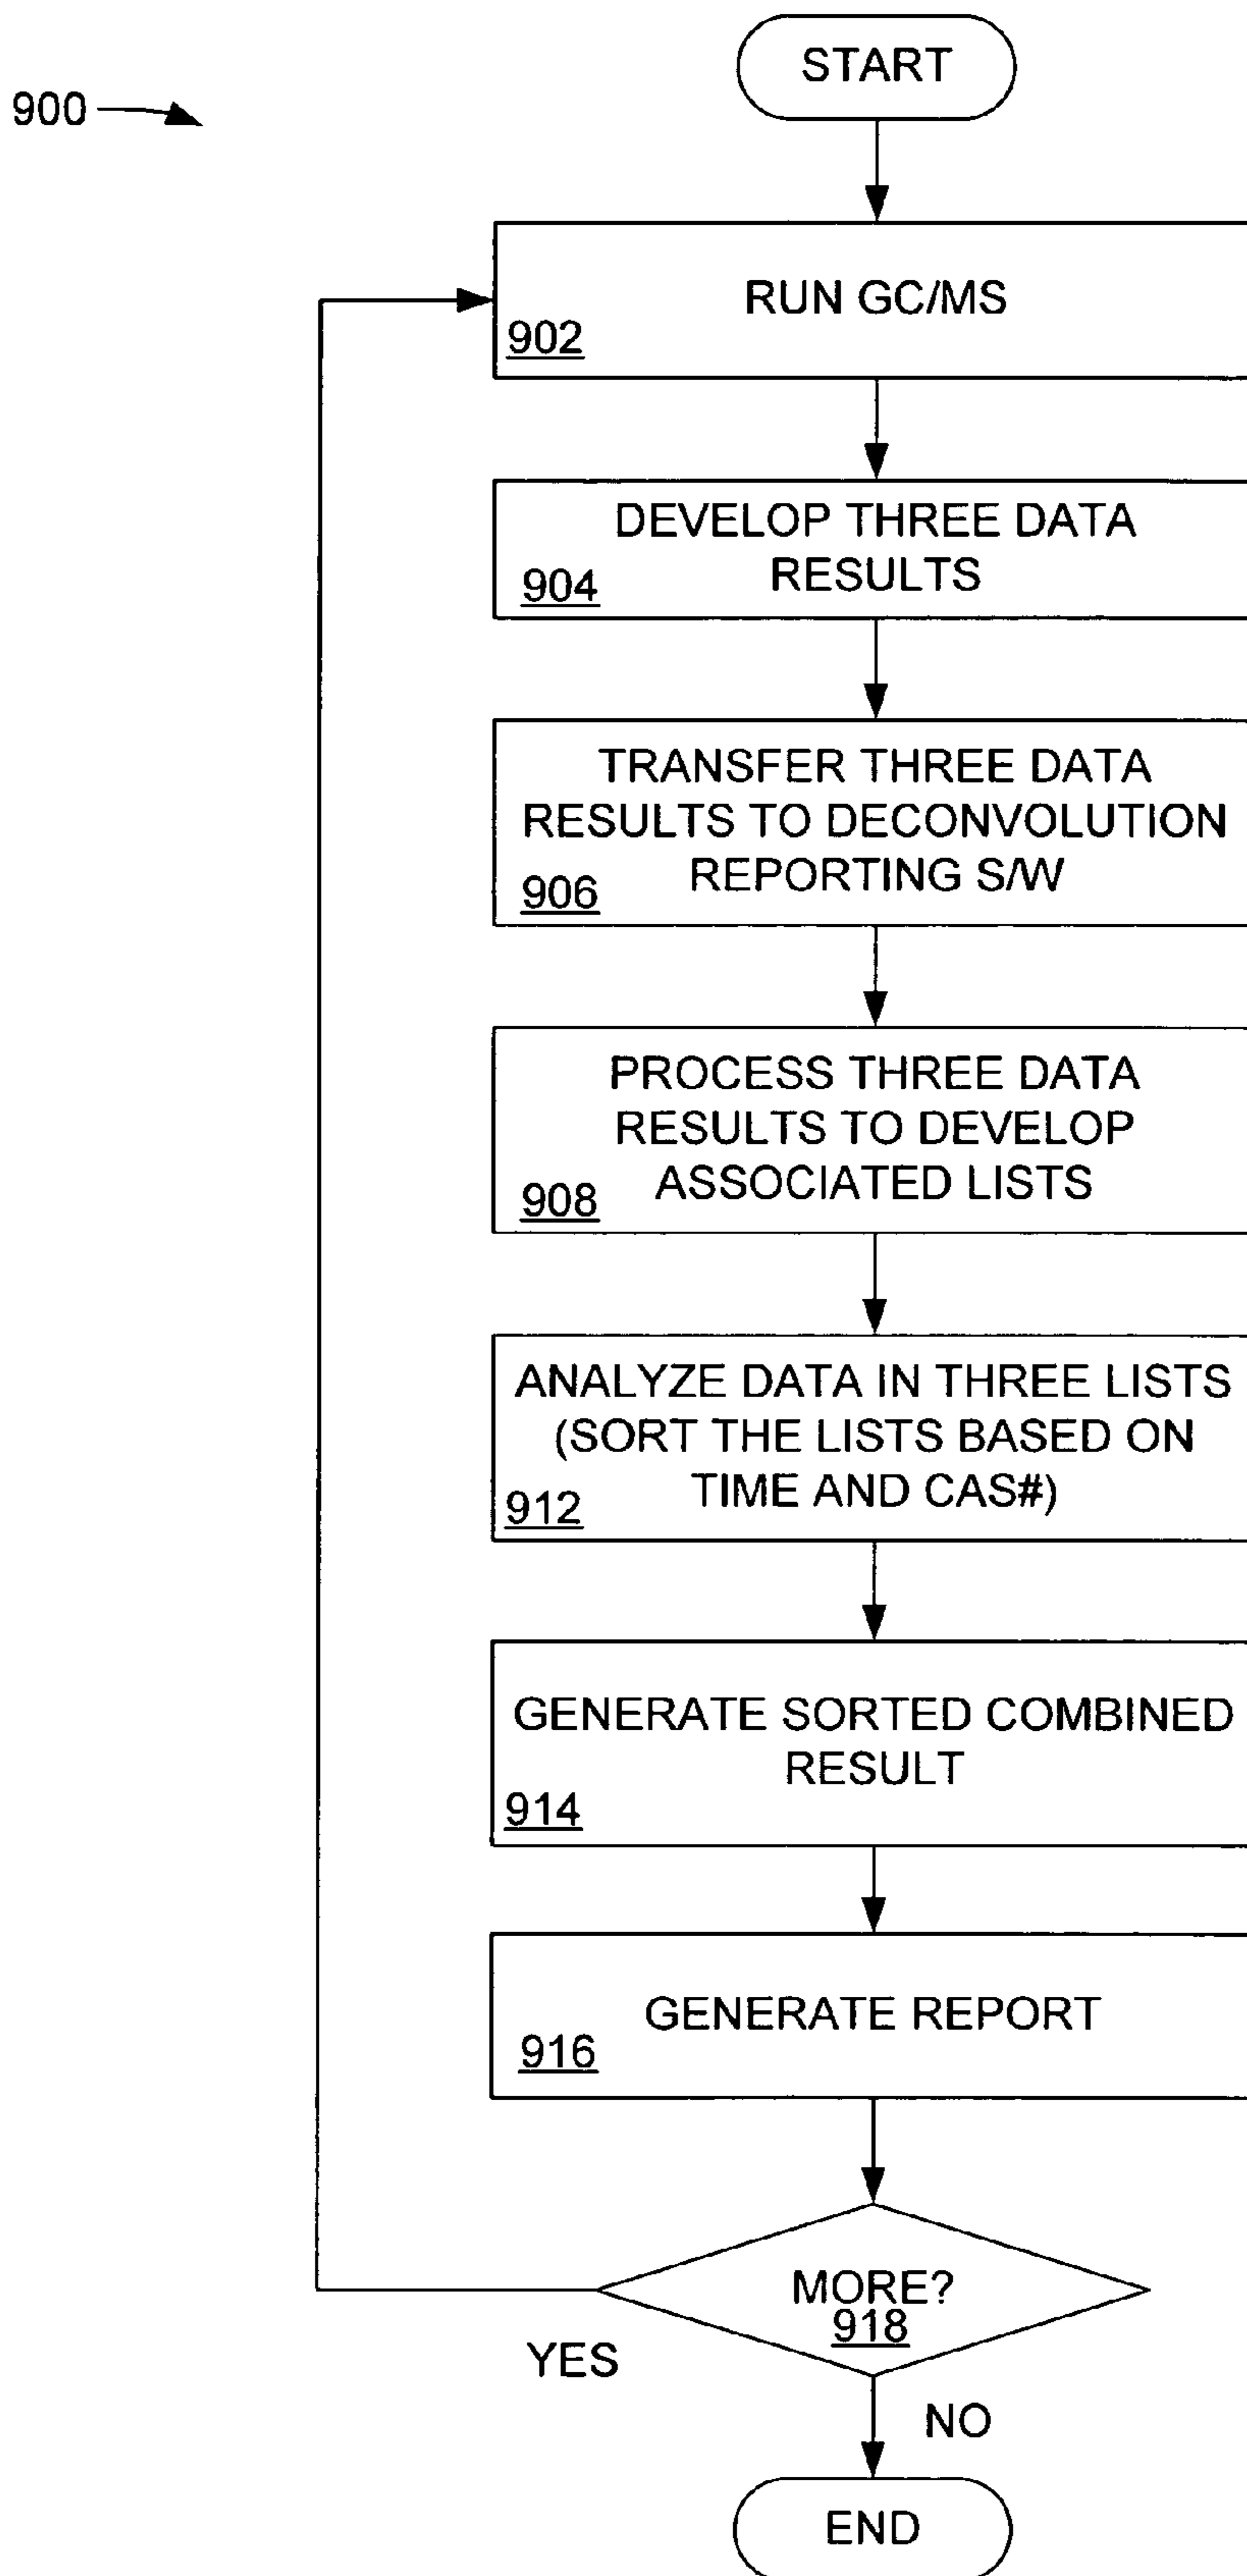 START
900
RUN GC/MS
902
DEVELOP THREE DATA
RESULTS
904
TRANSFER THREE DATA
RESULTS TO DECONVOLUTION
REPORTING S/W
906
PROCESS THREE DATA
RESULTS TO DEVELOP
ASSOCIATED LISTS
908
ANALYZE DATA IN THREE LISTS
(SORT THE LISTS BASED ON
TIME AND CAS#)
912
GENERATE SORTED COMBINED
RESULT
914
GENERATE REPORT
916
MORE?
918
YES
NO
END